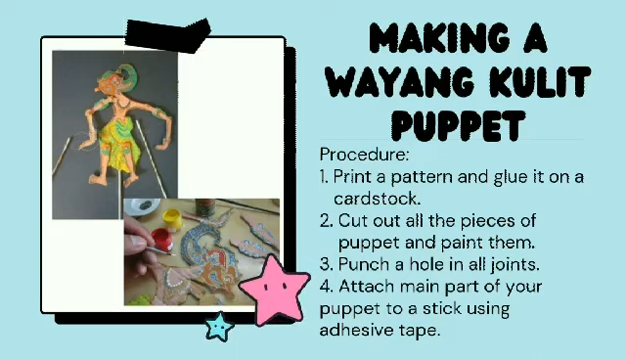 MAKING A
WAYANG KULIT
PUPPET
Procedure:
1. Print a pattern and glue it on a
cardstock.
2. Cut out all the pieces of
puppet and paint them.
3. Punch a hole in all joints.
4. Attach main part of your
puppet to a stick using
adhesive tape.